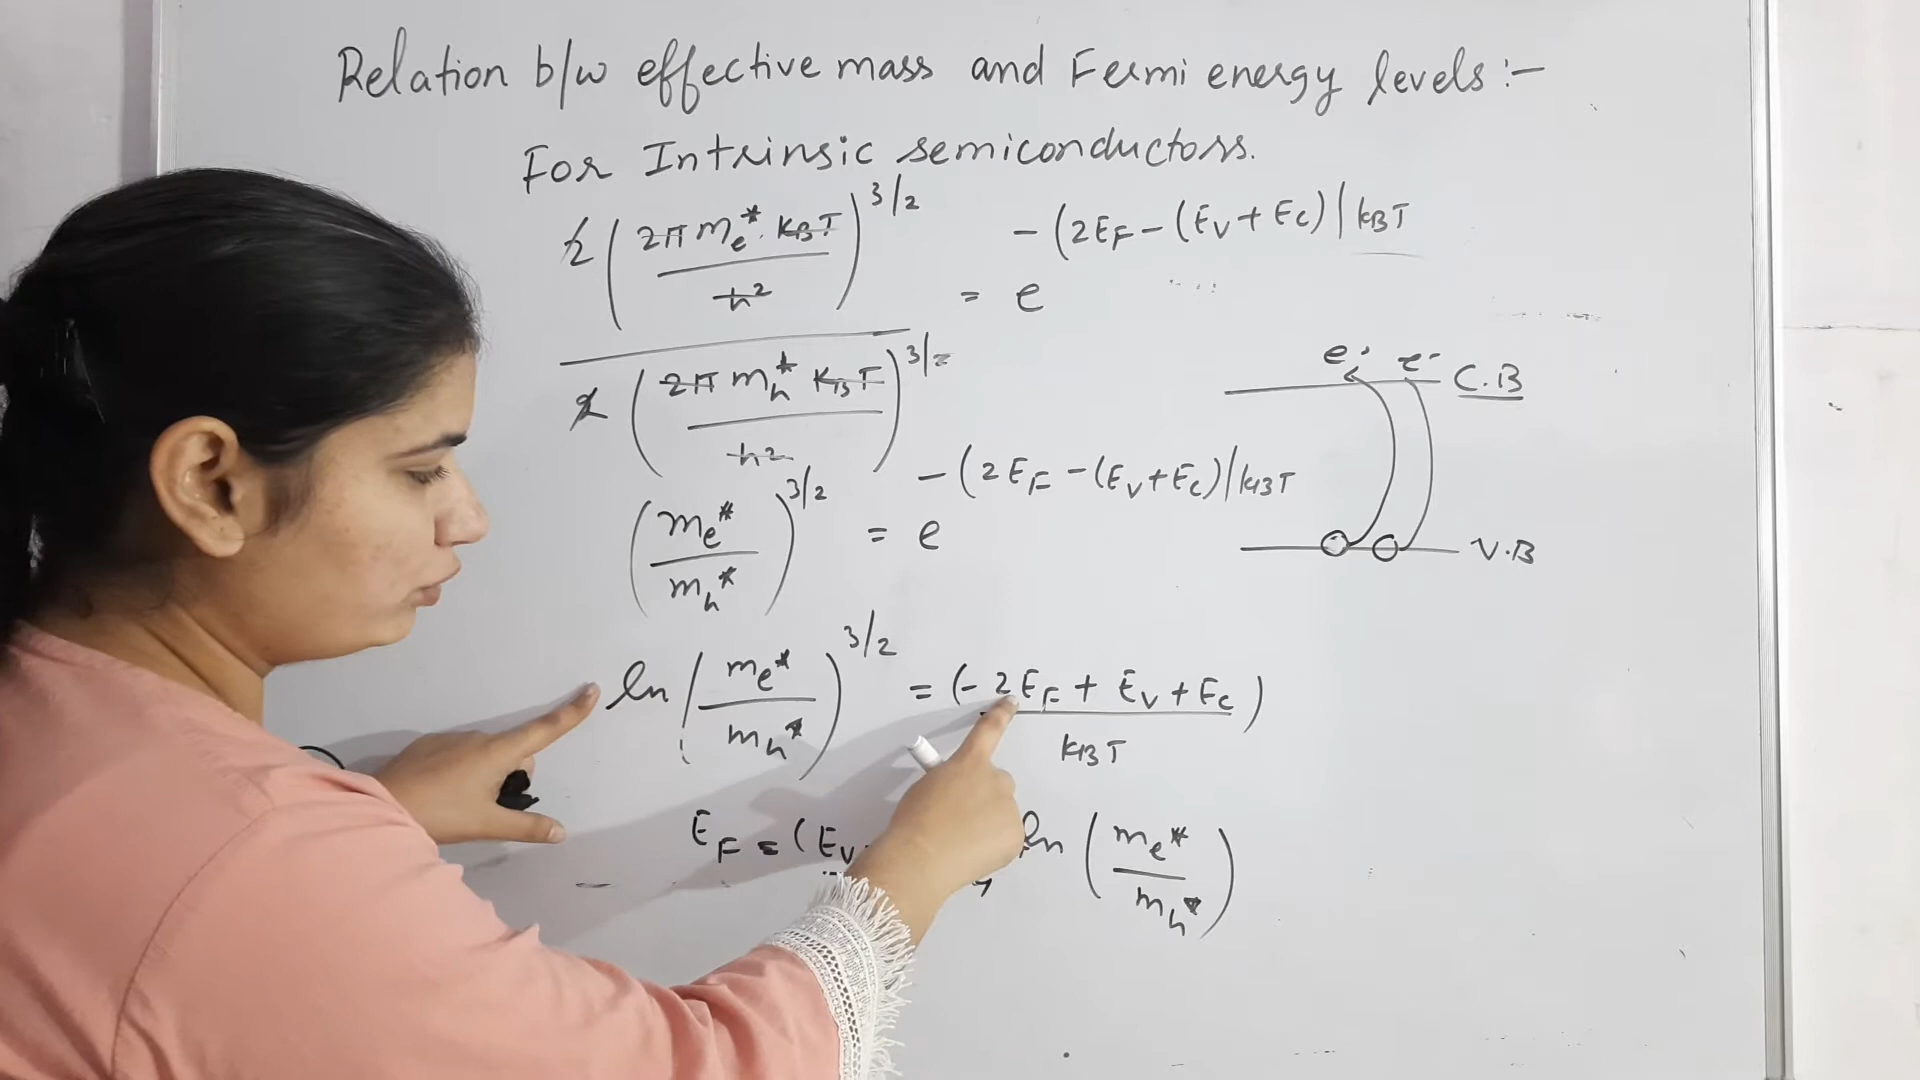 Relation b/w effective mass and Fermi energy levels :-
For Intrinsic semiconductors.
2 ( 2π me* . KBT / h² )^3/2 / 2 ( 2π mh* KBT / h² )^3/2 = e^-(2EF-(Ev+Ec)/kBT
e- e- C.B
( me* / mh* )^3/2 = e^-(2EF-(Ev+Ec)/kBT
V.B
ln ( me* / mh* )^3/2 = (-2EF + Ev + Ec) / kBT
EF = (Ev ln ( me* / mh* )